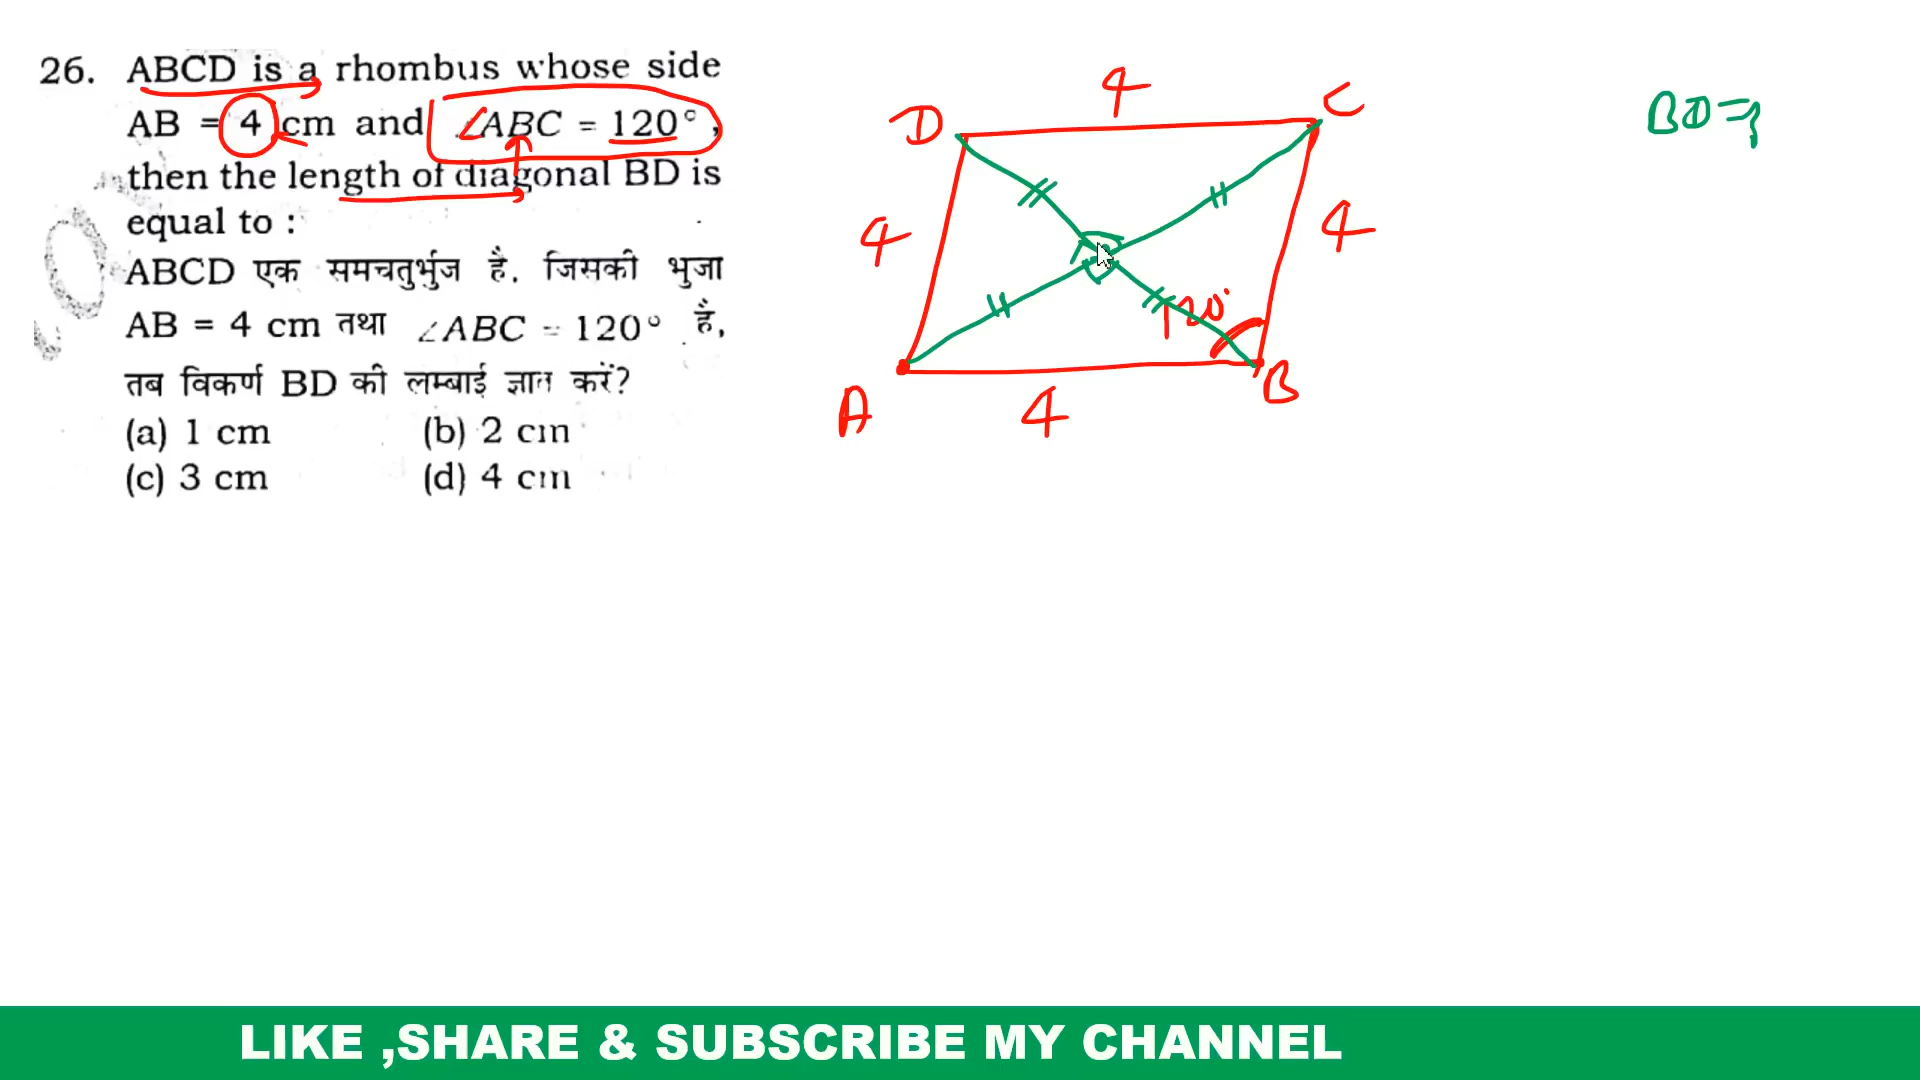 26. ABCD is a rhombus whose side
AB = 4 cm and ∠ABC = 120°,
then the length of diagonal BD is
equal to :
ABCD एक समचतुर्भुज है. जिसकी भुजा
AB = 4 cm तथा ∠ABC = 120° है,
तब विकर्ण BD की लम्बाई ज्ञात करें?
(a) 1 cm (b) 2 cm
(c) 3 cm (d) 4 cm
4
D C
BD=?
4 4
120°
A 4 B
LIKE ,SHARE & SUBSCRIBE MY CHANNEL